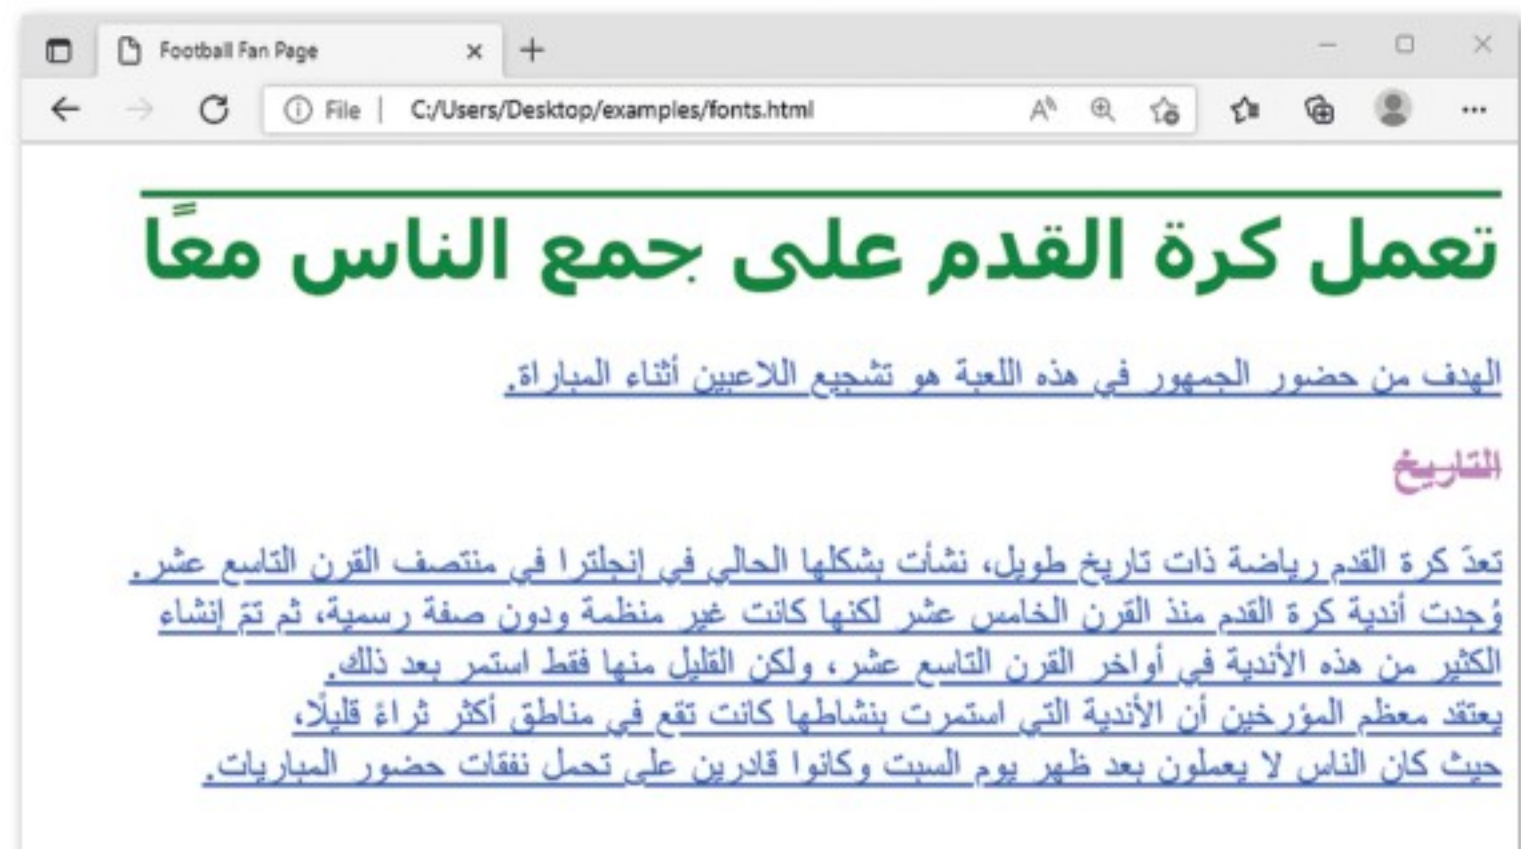 Football Fan Page
File | C:/Users/Desktop/examples/fonts.html
تعمل كرة القدم على جمع الناس معًا
الهدف من حضور الجمهور في هذه اللعبة هو تشجيع اللاعبين أثناء المباراة.
التاريخ
تعدّ كرة القدم رياضة ذات تاريخ طويل، نشأت بشكلها الحالي في إنجلترا في منتصف القرن التاسع عشر.
وُجدت أندية كرة القدم منذ القرن الخامس عشر لكنها كانت غير منظمة ودون صفة رسمية، ثم تمّ إنشاء
الكثير من هذه الأندية في أواخر القرن التاسع عشر، ولكن القليل منها فقط استمر بعد ذلك.
يعتقد معظم المؤرخين أن الأندية التي استمرت بنشاطها كانت تقع في مناطق أكثر ثراءً قليلًا،
حيث كان الناس لا يعملون بعد ظهر يوم السبت وكانوا قادرين على تحمل نفقات حضور المباريات.